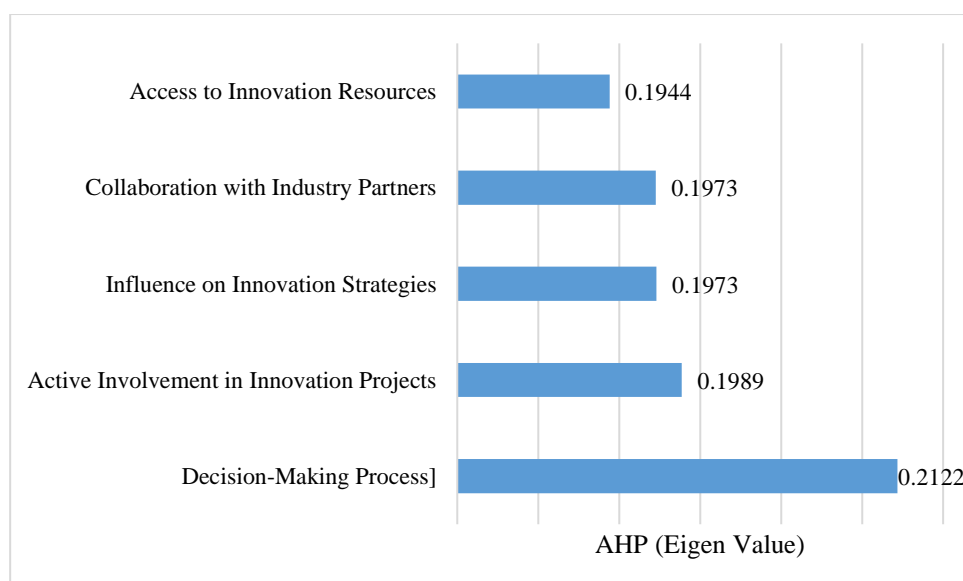 Access to Innovation Resources
0.1944
Collaboration with Industry Partners
0.1973
Influence on Innovation Strategies
0.1973
Active Involvement in Innovation Projects
0.1989
Decision-Making Process]
0.2122
AHP (Eigen Value)